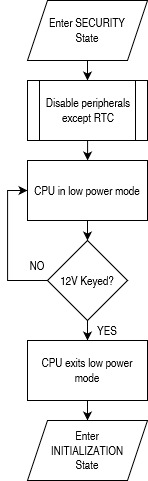 Enter SECURITY
State
Disable peripherals
except RTC
CPU in low power mode
NO
12V Keyed?
YES
CPU exits low power
mode
Enter
INITIALIZATION
State